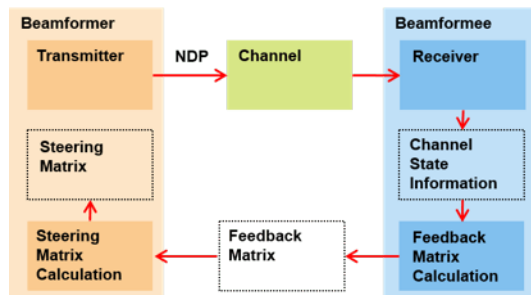 Beamformer
Beamformee
Transmitter
NDP
Channel
Receiver
Steering
Matrix
Channel
State
Information
Steering
Matrix
Calculation
Feedback
Matrix
Feedback
Matrix
Calculation